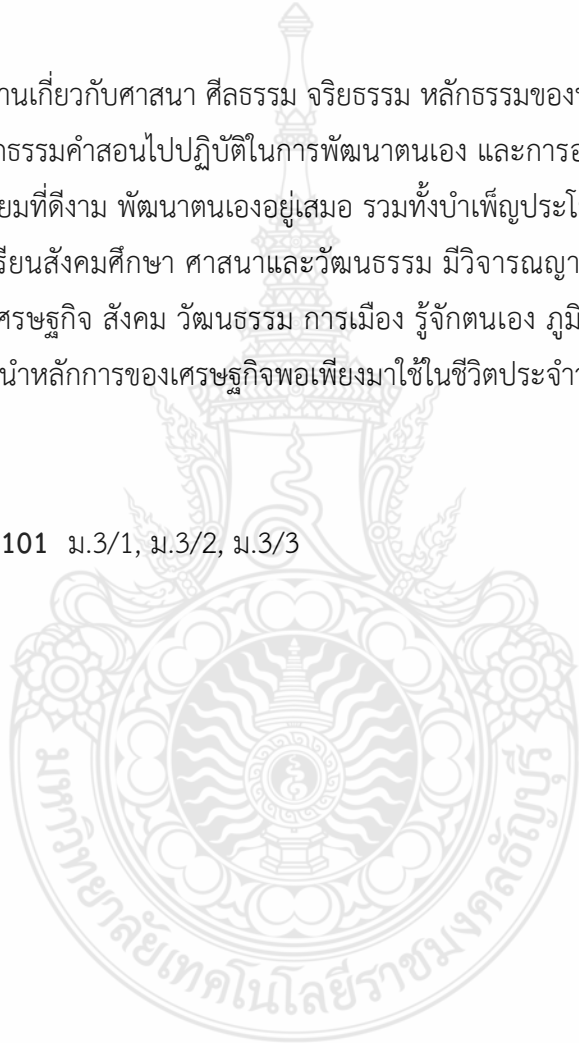 านเกี่ยวกับศาสนา ศีลธรรม จริยธรรม หลักธรรมของ
กธรรมคำสอนไปปฏิบัติในการพัฒนาตนเอง และการอ
ยมที่ดีงาม พัฒนาตนเองอยู่เสมอ รวมทั้งบำเพ็ญประโ
รียนสังคมศึกษา ศาสนาและวัฒนธรรม มีวิจารณญา
ศรษฐกิจ สังคม วัฒนธรรม การเมือง รู้จักตนเอง ภูมิ
นำหลักการของเศรษฐกิจพอเพียงมาใช้ในชีวิตประจำว
101 ม.3/1, ม.3/2, ม.3/3
มหาวิทยาลัยเทคโนโลยีราชมงคลธัญบุรี